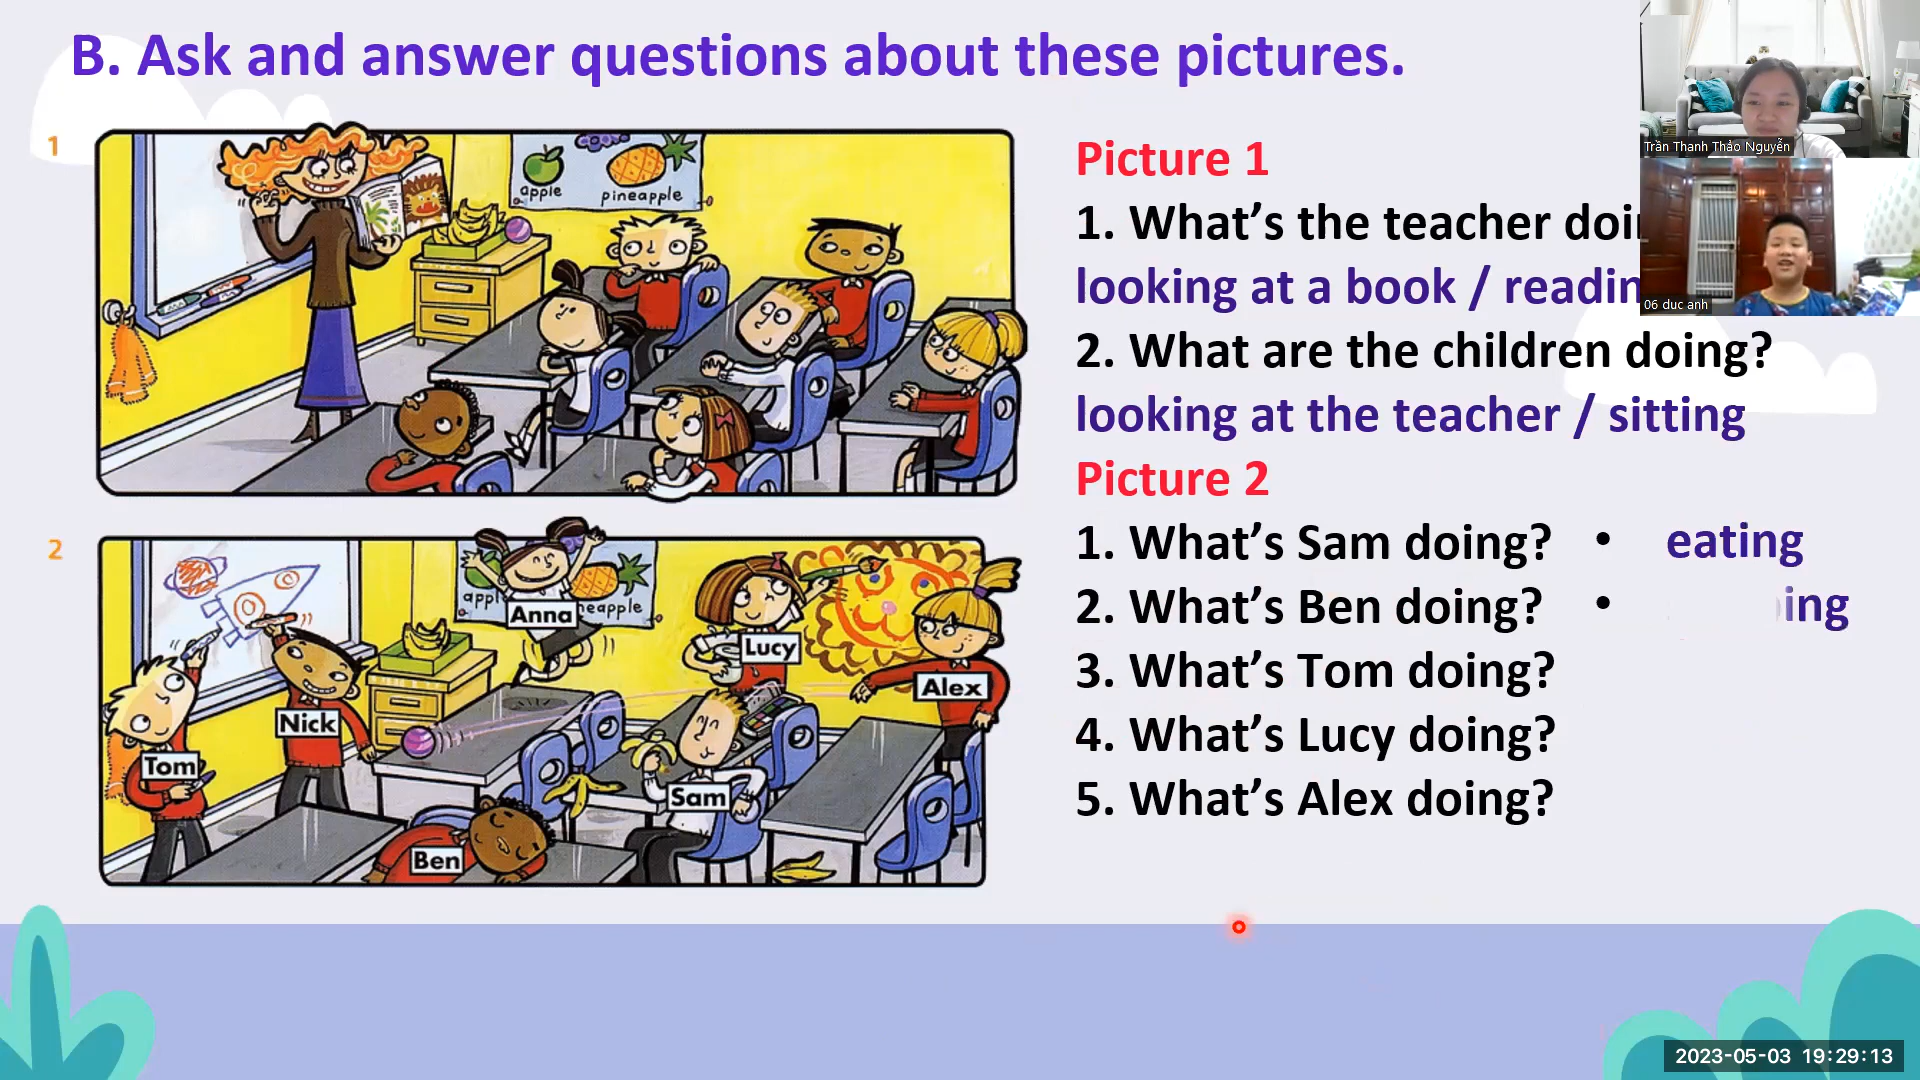 B. Ask and answer questions about these pictures.
1
apple
pineapple
Picture 1
1. What's the teacher
looking at a book /
2. What are the children doing?
looking at the teacher / sitting
Picture 2
1. What's Sam doing? • eating
2. What's Ben doing? •
3. What's Tom doing?
4. What's Lucy doing?
5. What's Alex doing?
2
Anna
Lucy
Alex
Nick
Tom
Sam
Ben
Trần Thanh Thảo Nguyễn
06 duc anh
2023-05-03 19:29:13